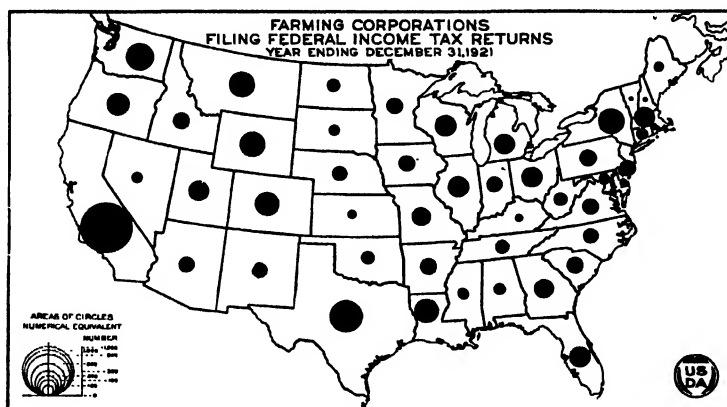 FARMING CORPORATIONS
FILING FEDERAL INCOME TAX RETURNS
YEAR ENDING DECEMBER 31, 1921
AREAS OF CIRCLES
NUMERICAL EQUIVALENT
NUMBER
0
US
DA